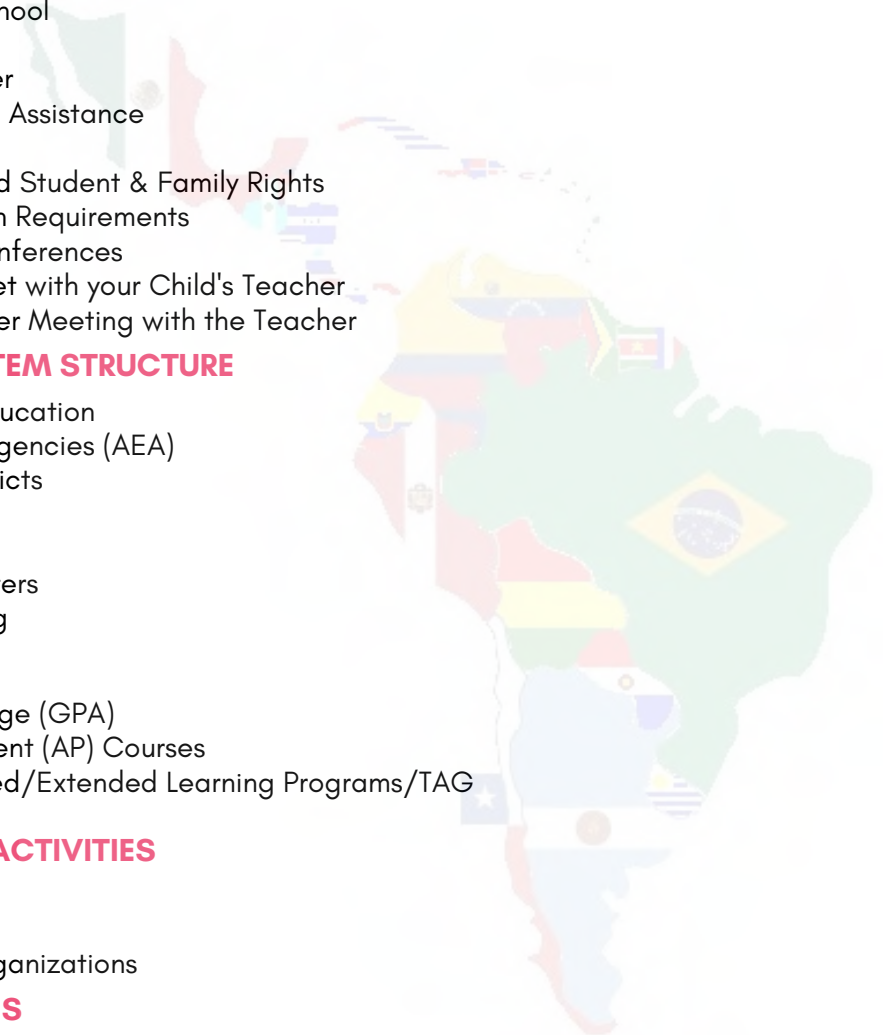 hool
er
Assistance
d Student & Family Rights
n Requirements
nferences
et with your Child's Teacher
er Meeting with the Teacher
TEM STRUCTURE
ucation
gencies (AEA)
icts
ers
g
ge (GPA)
ent (AP) Courses
ed/Extended Learning Programs/TAG
ACTIVITIES
ganizations
S